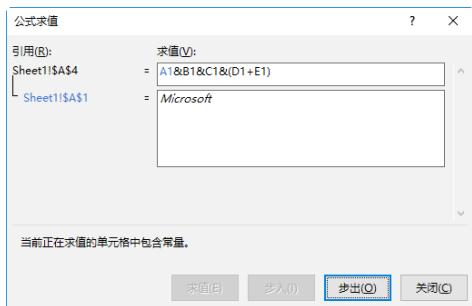 公式求值 ? ×
引用(R): 求值(V):
Sheet1!$A$4 = A1&B1&C1&(D1+E1)
Sheet1!$A$1 = Microsoft
当前正在求值的单元格中包含常量。
求值(E) 步入(I) 步出(O) 关闭(C)